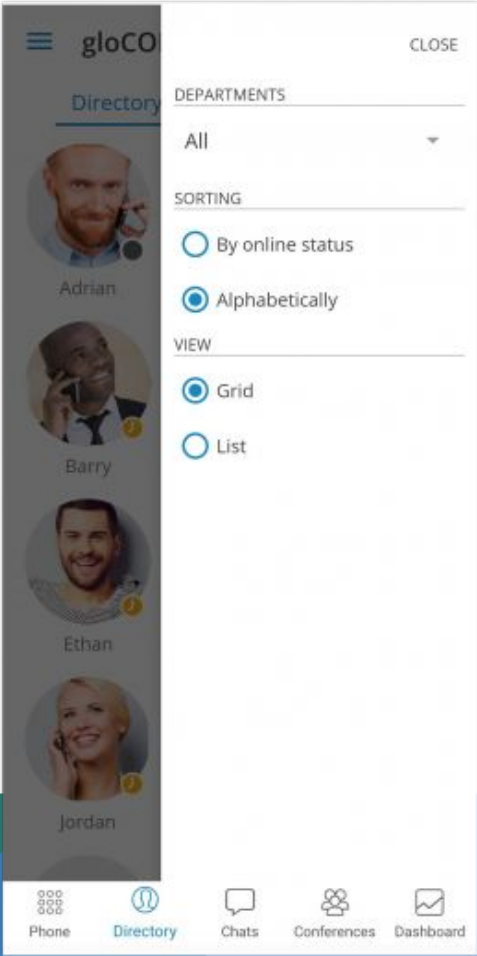 gloCO
CLOSE
Directory
DEPARTMENTS
All
SORTING
By online status
Alphabetically
VIEW
Grid
List
Adrian
Barry
Ethan
Jordan
Phone
Directory
Chats
Conferences
Dashboard